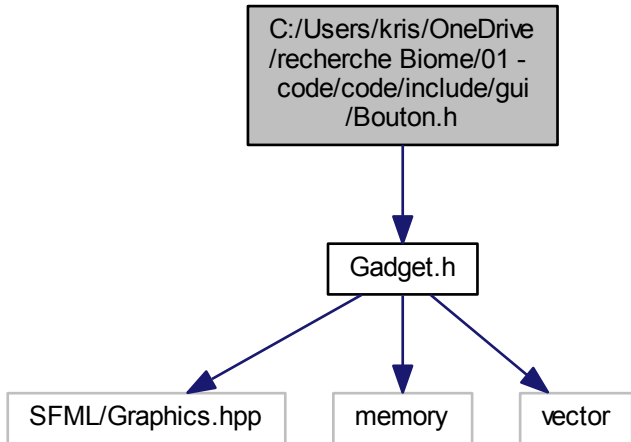 C:/Users/kris/OneDrive
/recherche Biome/01 -
code/code/include/gui
/Bouton.h
Gadget.h
SFML/Graphics.hpp
memory
vector